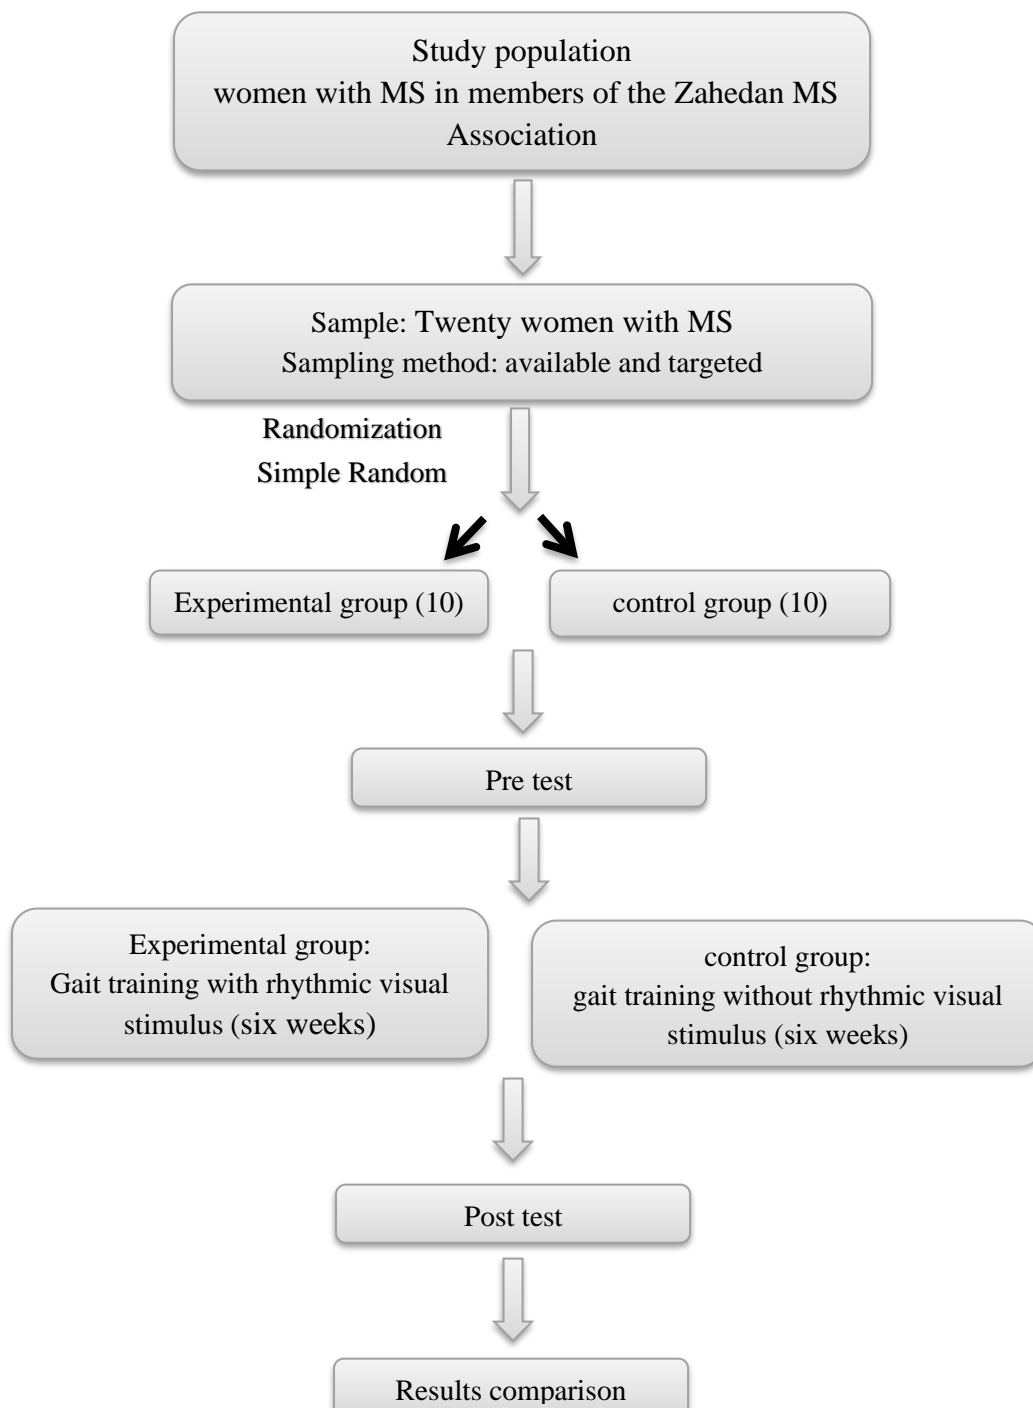 Study population
women with MS in members of the Zahedan MS
Association
Sample: Twenty women with MS
Sampling method: available and targeted
Randomization
Simple Random
Experimental group (10)
control group (10)
Pre test
Experimental group:
Gait training with rhythmic visual
stimulus (six weeks)
control group:
gait training without rhythmic visual
stimulus (six weeks)
Post test
Results comparison